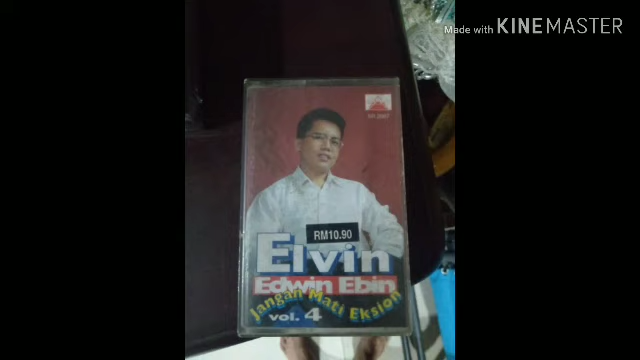 Made with KINEMASTER
RM10.90
Elvin
Edwin Ebin
Jangan Mati Eksion
vol. 4